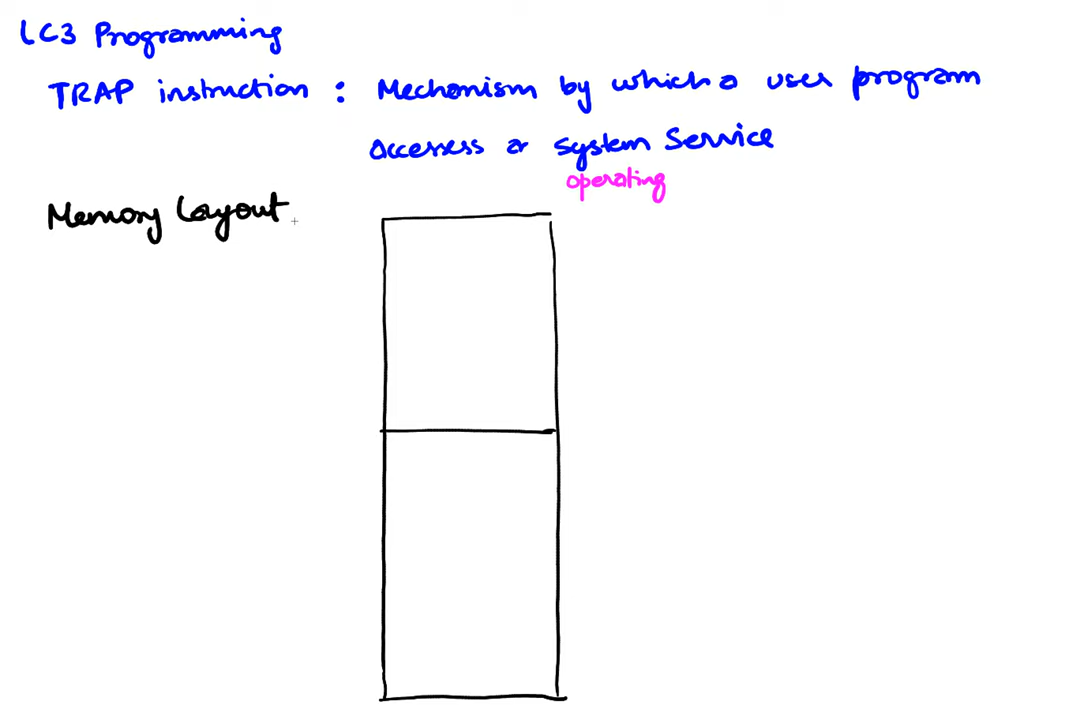 LC3 Programming
TRAP instruction : Mechanism by which a user program
accesses a system service
operating
Memory Layout